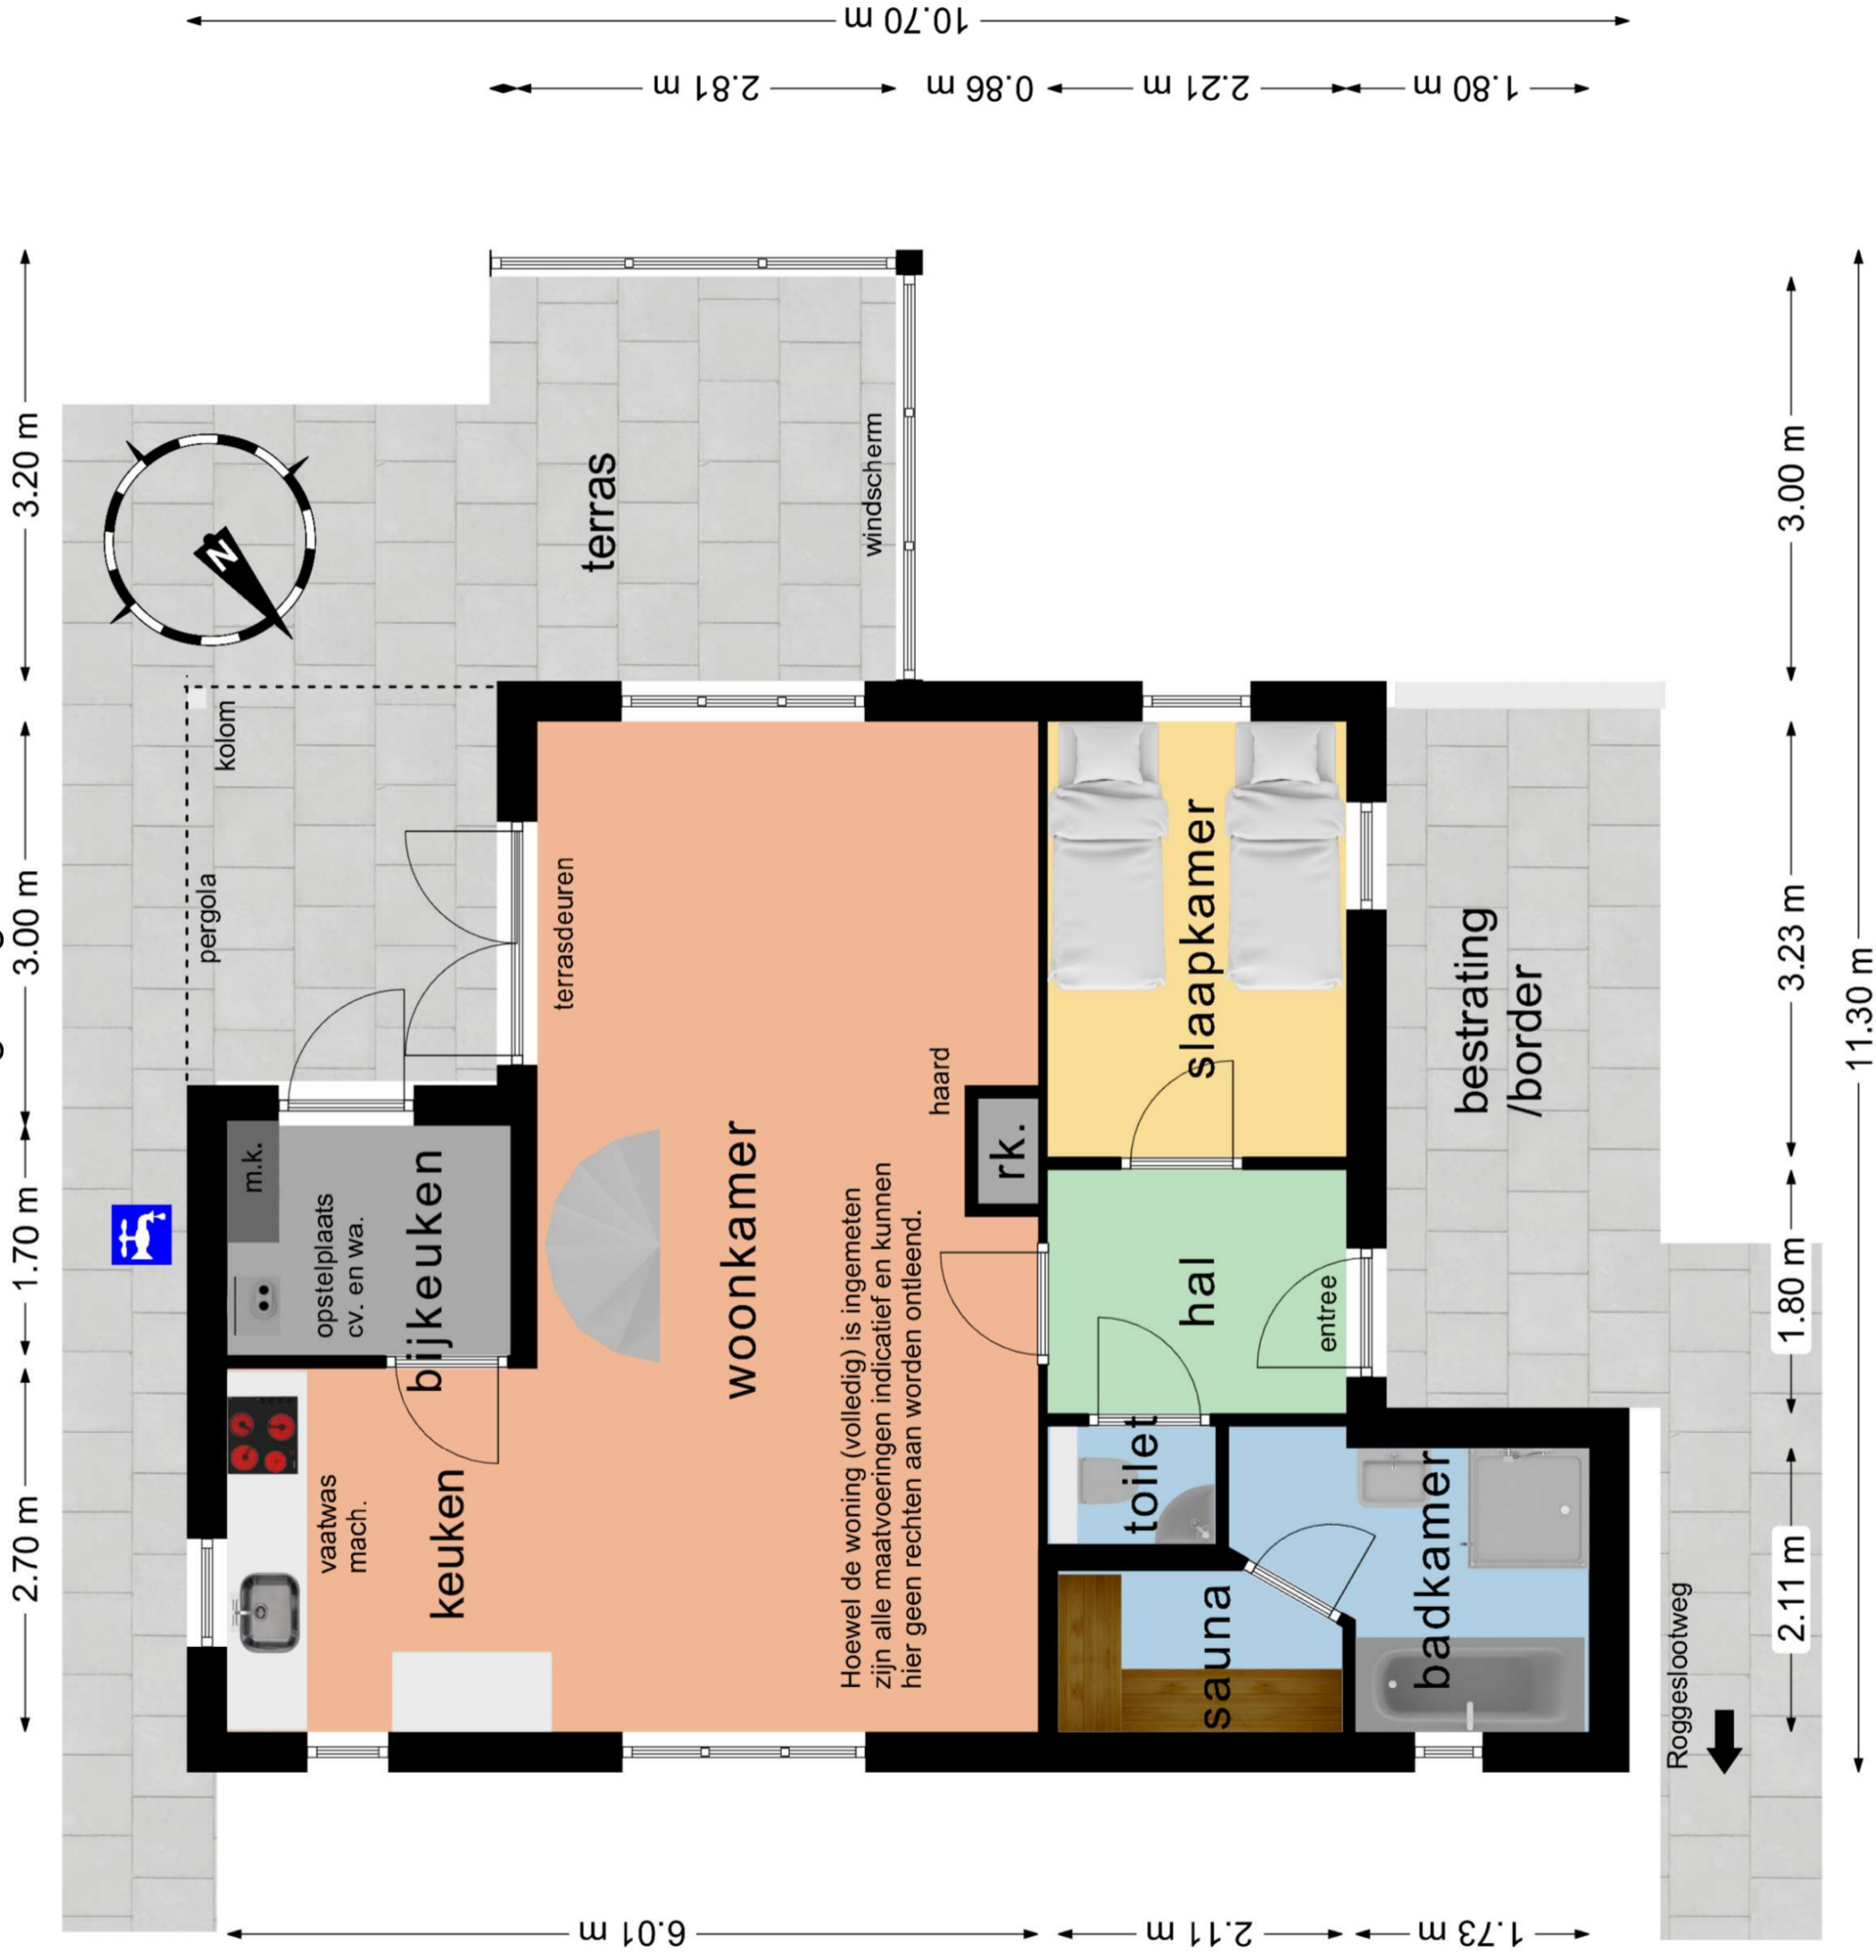 10.70 m
2.81 m
0.86 m
2.21 m
1.80 m
3.20 m
3.00 m
1.70 m
2.70 m
N
terras
windscherm
kolom
pergola
terrasdeuren
m.k.
opstelplaats
cv. en wa.
bijkeuken
vaatwas
mach.
keuken
woonkamer
haard
rk.
Hoewel de woning (volledig) is ingemeten
zijn alle maatvoeringen indicatief en kunnen
hier geen rechten aan worden ontleend.
slaapkamer
hal
entree
toilet
sauna
badkamer
bestrating
/border
Roggeslootweg
3.00 m
3.23 m
1.80 m
2.11 m
11.30 m
6.01 m
2.11 m
1.73 m